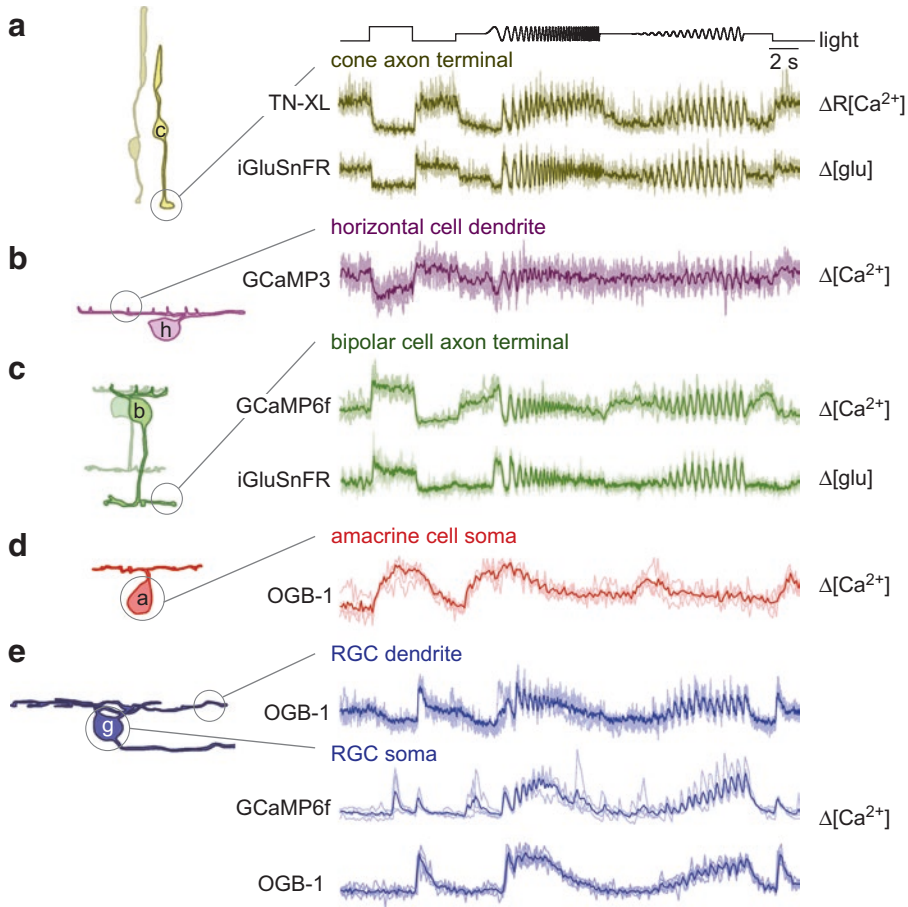 a
light
2 s
cone axon terminal
c
TN-XL
ΔR[Ca²⁺]
iGluSnFR
Δ[glu]
horizontal cell dendrite
b
GCaMP3
Δ[Ca²⁺]
h
bipolar cell axon terminal
c
b
GCaMP6f
Δ[Ca²⁺]
iGluSnFR
Δ[glu]
amacrine cell soma
d
a
OGB-1
Δ[Ca²⁺]
RGC dendrite
e
OGB-1
g
RGC soma
GCaMP6f
Δ[Ca²⁺]
OGB-1